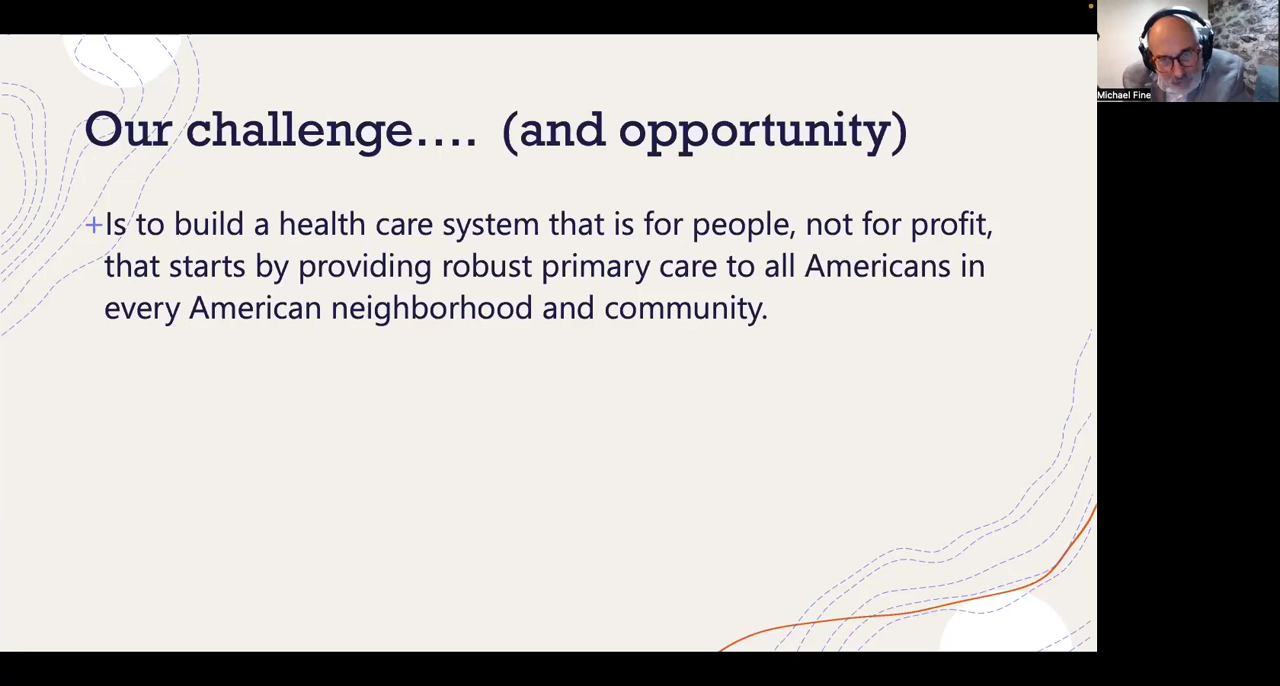 Our challenge.... (and opportunity)
+Is to build a health care system that is for people, not for profit,
that starts by providing robust primary care to all Americans in
every American neighborhood and community.
Michael Fine